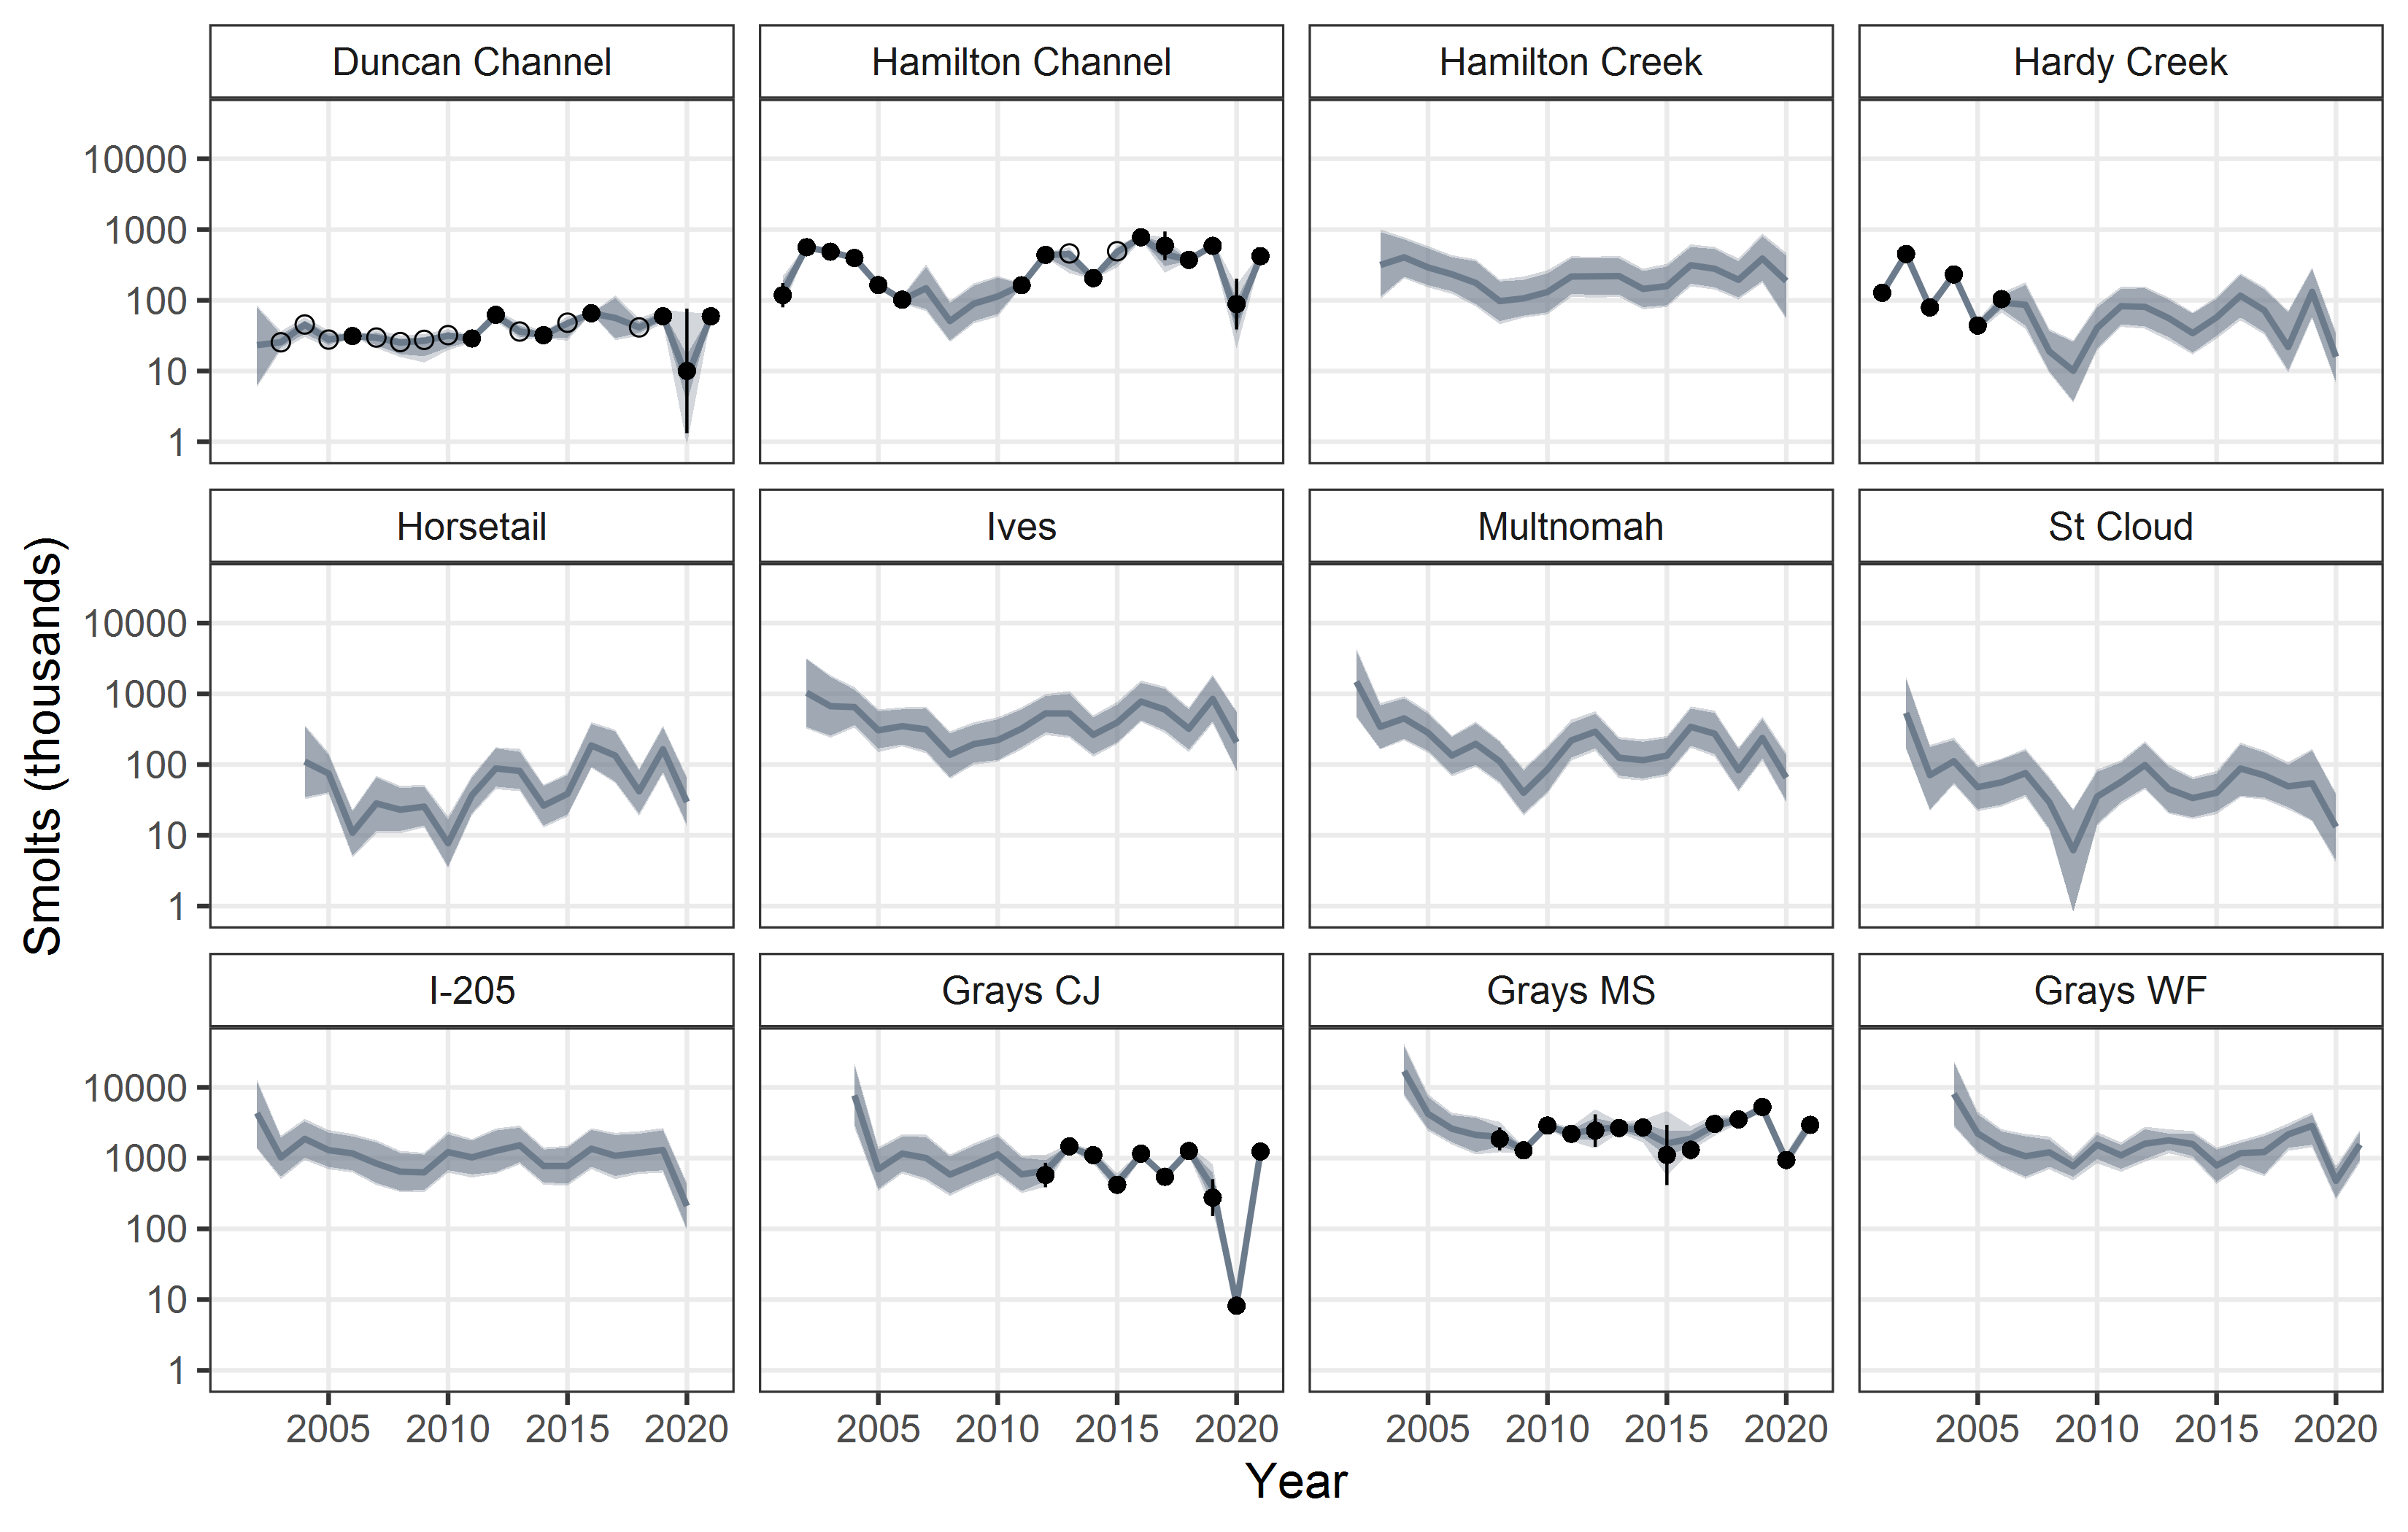 Duncan Channel
Hamilton Channel
Hamilton Creek
Hardy Creek
10000
1000
100
10
1
Horsetail
Ives
Multnomah
St Cloud
Smolts (thousands)
10000
1000
100
10
1
I-205
Grays CJ
Grays MS
Grays WF
10000
1000
100
10
1
2005 2010 2015 2020
2005 2010 2015 2020
2005 2010 2015 2020
2005 2010 2015 2020
Year